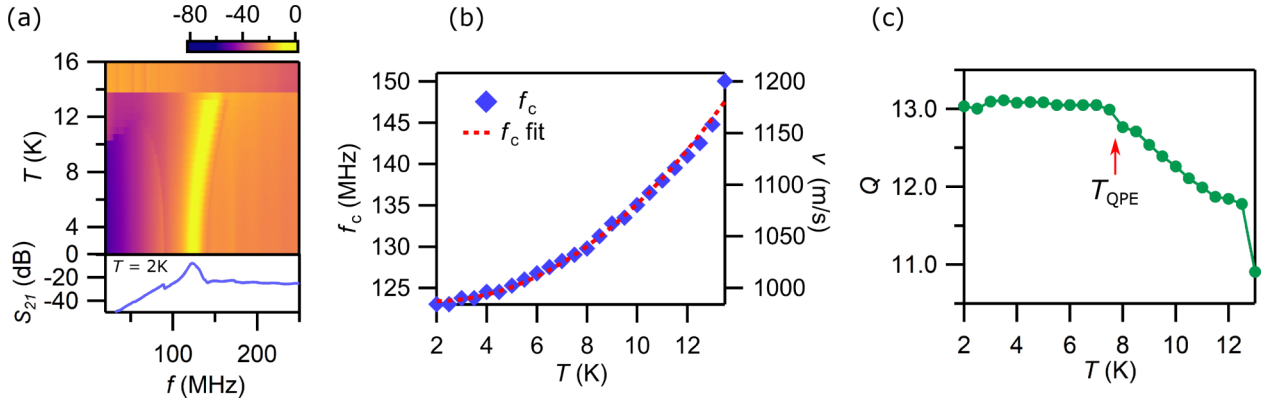 (a)
-80 -40 0
16
12
8
4
0
T (K)
-20
-40
S21 (dB)
T = 2K
100 200
f (MHz)
(b)
150
145
140
135
130
125
fc (MHz)
fc
fc fit
1200
1150
1100
1050
1000
v (m/s)
2 4 6 8 10 12
T (K)
(c)
13.0
12.0
11.0
Q
TQPE
2 4 6 8 10 12
T (K)